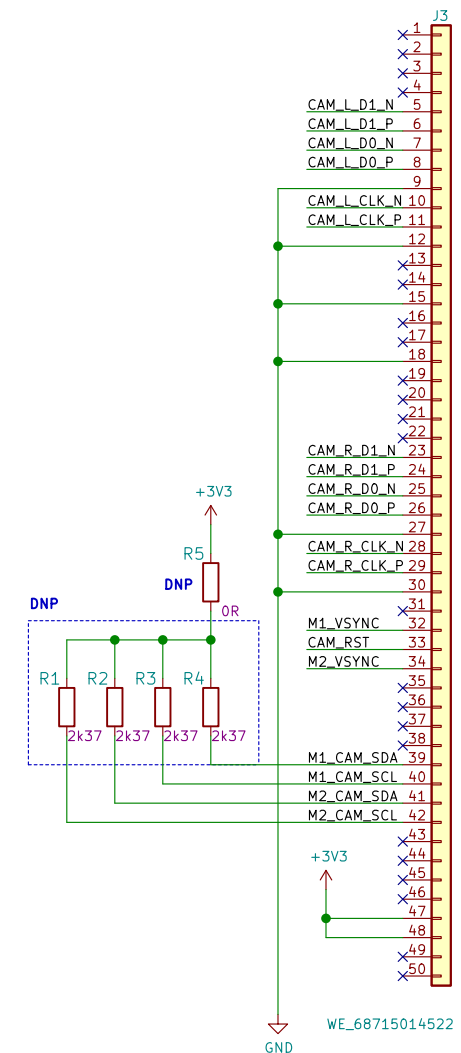 J3
1
2
3
4
CAM_L_D1_N 5
CAM_L_D1_P 6
CAM_L_D0_N 7
CAM_L_D0_P 8
9
CAM_L_CLK_N 10
CAM_L_CLK_P 11
12
13
14
15
16
17
18
19
20
21
22
CAM_R_D1_N 23
CAM_R_D1_P 24
CAM_R_D0_N 25
CAM_R_D0_P 26
+3V3
27
R5
CAM_R_CLK_N 28
CAM_R_CLK_P 29
DNP
30
DNP
0R
31
M1_VSYNC 32
CAM_RST 33
M2_VSYNC 34
R1 R2 R3 R4
35
36
37
2k37 2k37 2k37 2k37
38
M1_CAM_SDA 39
M1_CAM_SCL 40
M2_CAM_SDA 41
M2_CAM_SCL 42
43
+3V3
44
45
46
47
48
49
50
WE_68715014522
GND